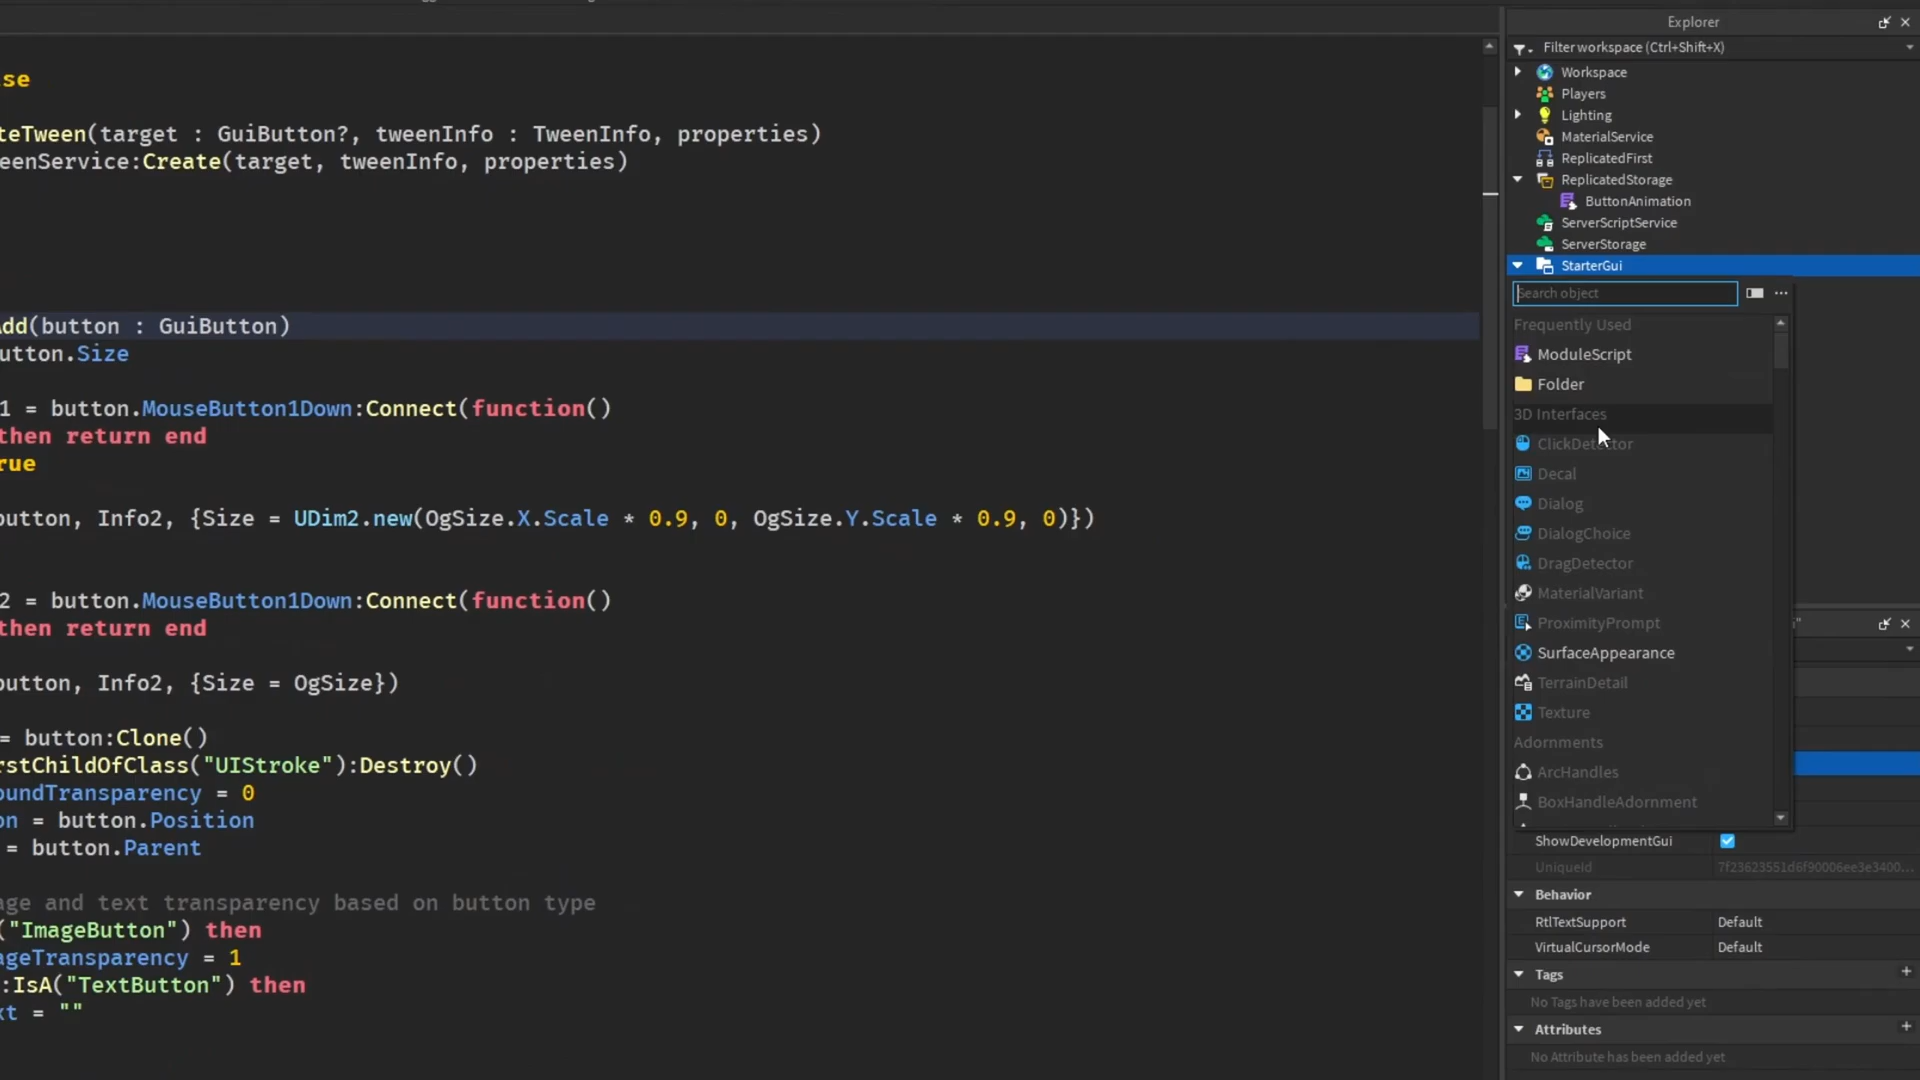 se
teTween(target : GuiButton?, tweenInfo : TweenInfo, properties)
eenService:Create(target, tweenInfo, properties)
Add(button : GuiButton)
utton.Size
1 = button.MouseButton1Down:Connect(function()
then return end
rue
button, Info2, {Size = UDim2.new(OgSize.X.Scale * 0.9, 0, OgSize.Y.Scale * 0.9, 0)})
2 = button.MouseButton1Down:Connect(function()
then return end
button, Info2, {Size = OgSize})
= button:Clone()
rstChildOfClass("UIStroke"):Destroy()
oundTransparency = 0
on = button.Position
= button.Parent
age and text transparency based on button type
("ImageButton") then
ageTransparency = 1
:IsA("TextButton") then
xt = ""
Explorer
Filter workspace (Ctrl+Shift+X)
Workspace
Players
Lighting
MaterialService
ReplicatedFirst
ReplicatedStorage
ButtonAnimation
ServerScriptService
ServerStorage
StarterGui
Search object
Frequently Used
ModuleScript
Folder
3D Interfaces
ClickDetector
Decal
Dialog
DialogChoice
DragDetector
MaterialVariant
ProximityPrompt
SurfaceAppearance
TerrainDetail
Texture
Adornments
ArcHandles
BoxHandleAdornment
ShowDevelopmentGui
UniqueId 7f23623551d6f90006ee3e3400...
Behavior
RtlTextSupport Default
VirtualCursorMode Default
Tags
No Tags have been added yet
Attributes
No Attribute has been added yet